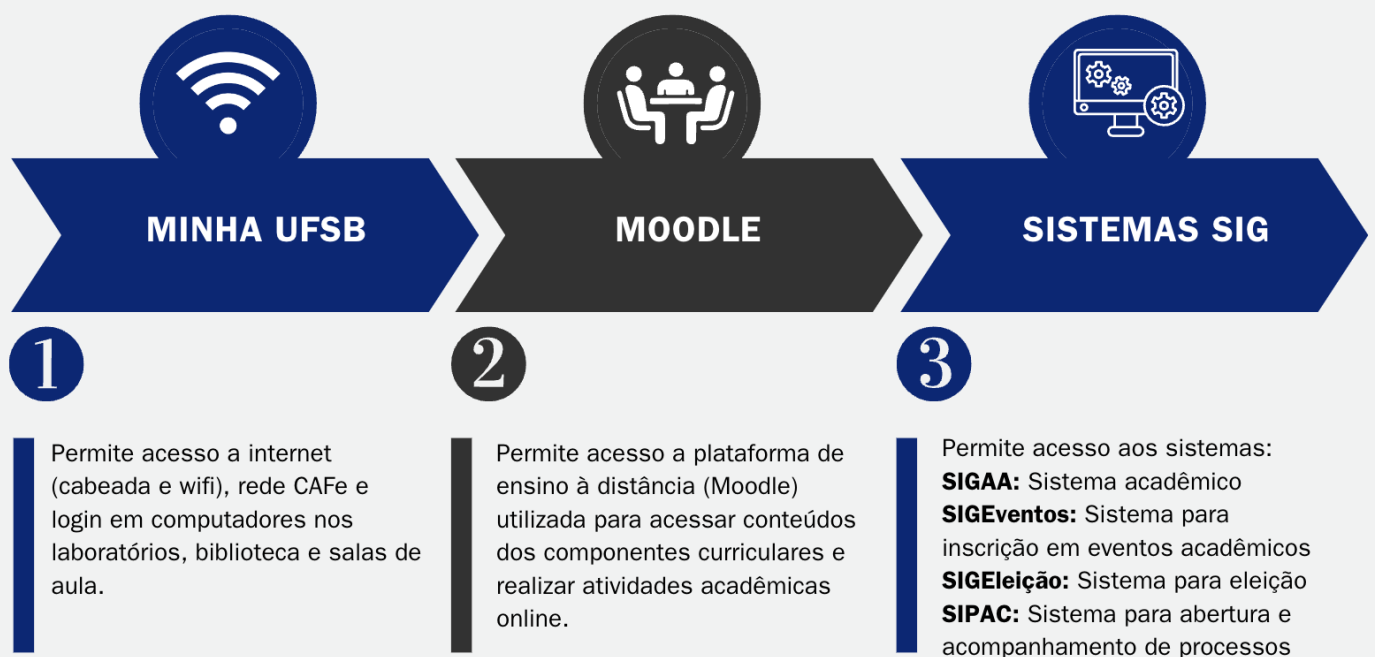 MINHA UFSB
MOODLE
SISTEMAS SIG
1
Permite acesso a internet
(cabeada e wifi), rede CAFe e
login em computadores nos
laboratórios, biblioteca e salas de
aula.
2
Permite acesso a plataforma de
ensino à distância (Moodle)
utilizada para acessar conteúdos
dos componentes curriculares e
realizar atividades acadêmicas
online.
3
Permite acesso aos sistemas:
SIGAA: Sistema acadêmico
SIGEventos: Sistema para
inscrição em eventos acadêmicos
SIGEleição: Sistema para eleição
SIPAC: Sistema para abertura e
acompanhamento de processos